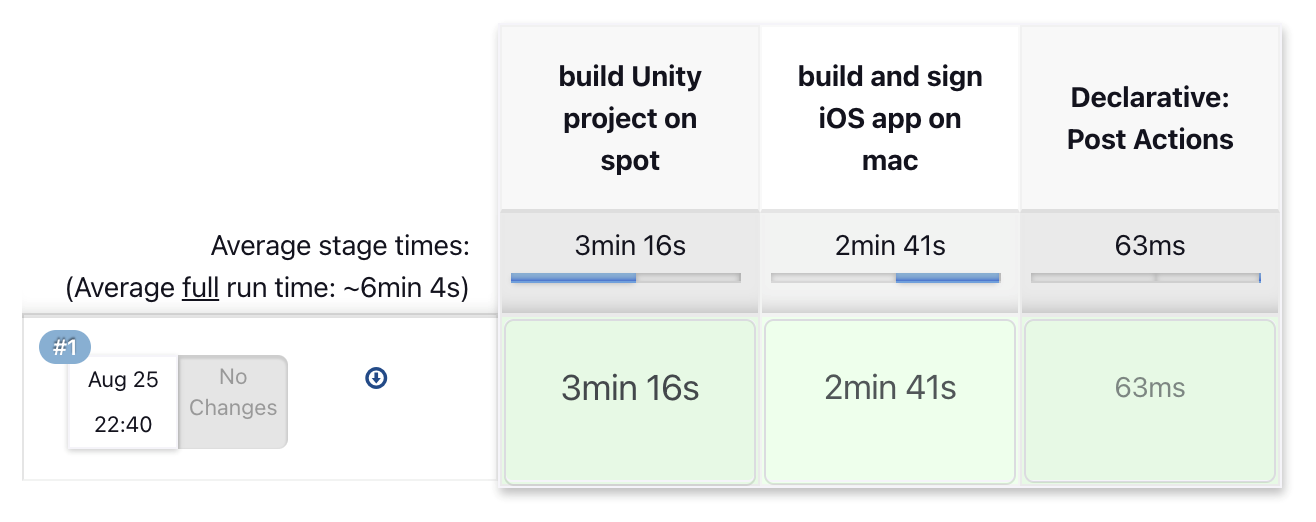 build Unity
project on
spot
build and sign
iOS app on
mac
Declarative:
Post Actions
Average stage times:
(Average full run time: ~6min 4s)
3min 16s
2min 41s
63ms
#1
Aug 25
22:40
No
Changes
3min 16s
2min 41s
63ms